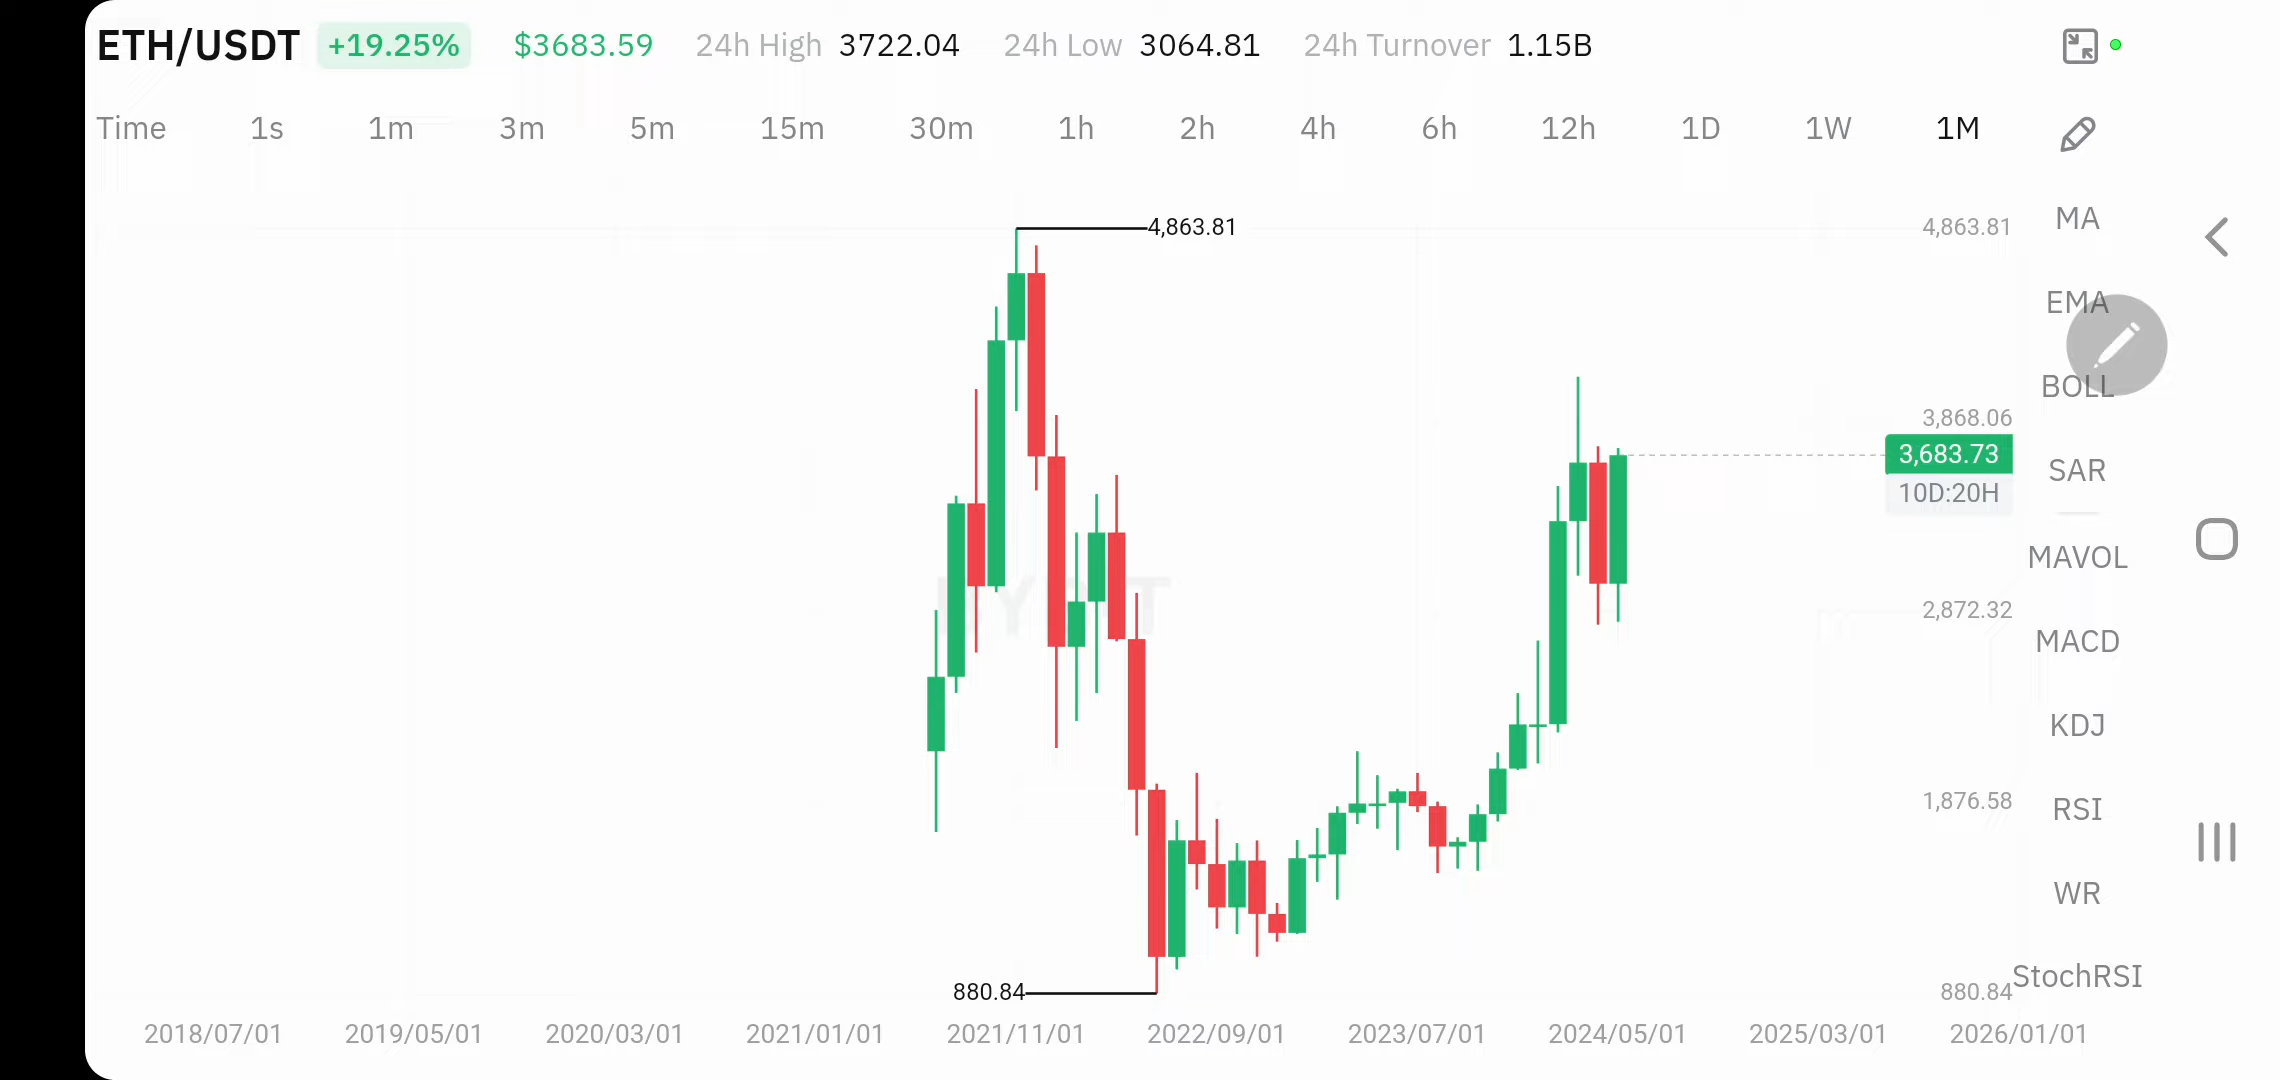 ETH/USDT +19.25% $3683.59 24h High 3722.04 24h Low 3064.81 24h Turnover 1.15B
Time 1s 1m 3m 5m 15m 30m 1h 2h 4h 6h 12h 1D 1W 1M
MA
4,863.81 4,863.81
EMA
BOLL
3,868.06
3,683.73
SAR
10D:20H
MAVOL
BYBIT
2,872.32
MACD
KDJ
1,876.58
RSI
WR
StochRSI
880.84 880.84
2018/07/01 2019/05/01 2020/03/01 2021/01/01 2021/11/01 2022/09/01 2023/07/01 2024/05/01 2025/03/01 2026/01/01